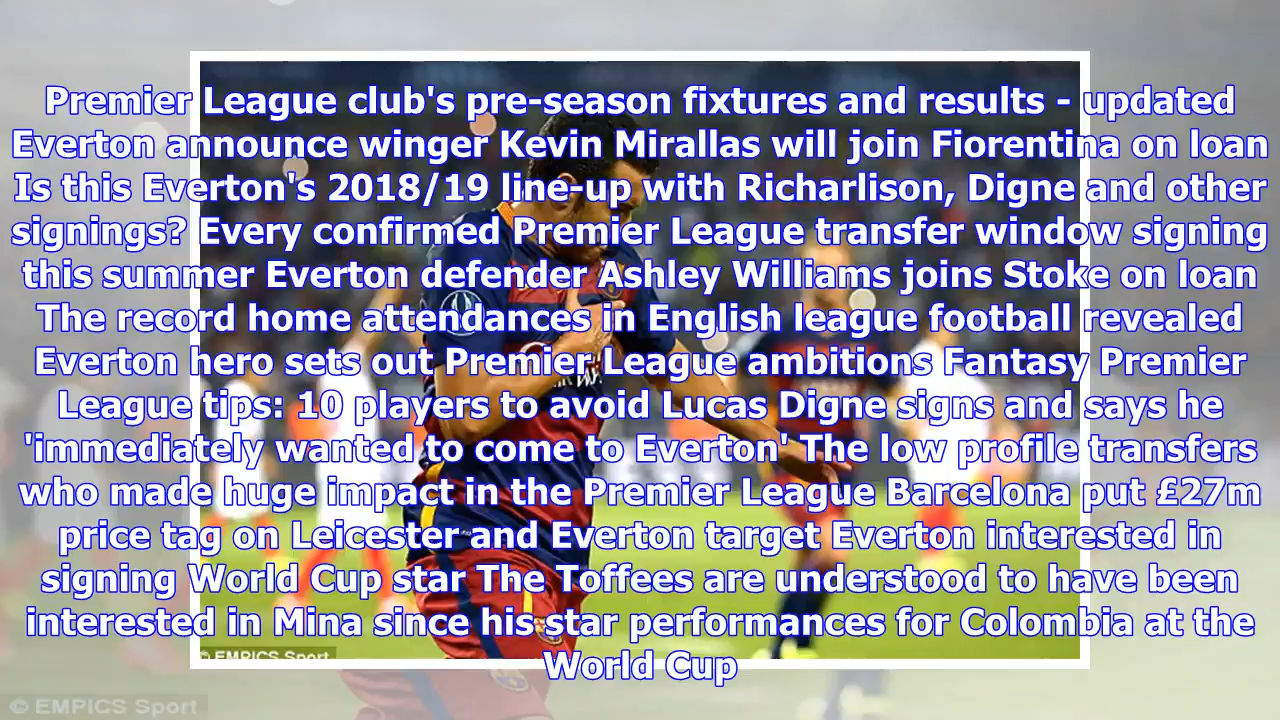 Premier League club's pre-season fixtures and results - updated
Everton announce winger Kevin Mirallas will join Fiorentina on loan
Is this Everton's 2018/19 line-up with Richarlison, Digne and other
signings? Every confirmed Premier League transfer window signing
this summer Everton defender Ashley Williams joins Stoke on loan
The record home attendances in English league football revealed
Everton hero sets out Premier League ambitions Fantasy Premier
League tips: 10 players to avoid Lucas Digne signs and says he
'immediately wanted to come to Everton' The low profile transfers
who made huge impact in the Premier League Barcelona put £27m
price tag on Leicester and Everton target Everton interested in
signing World Cup star The Toffees are understood to have been
interested in Mina since his star performances for Colombia at the
World Cup
© EMPICS Sport
© EMPICS Sport